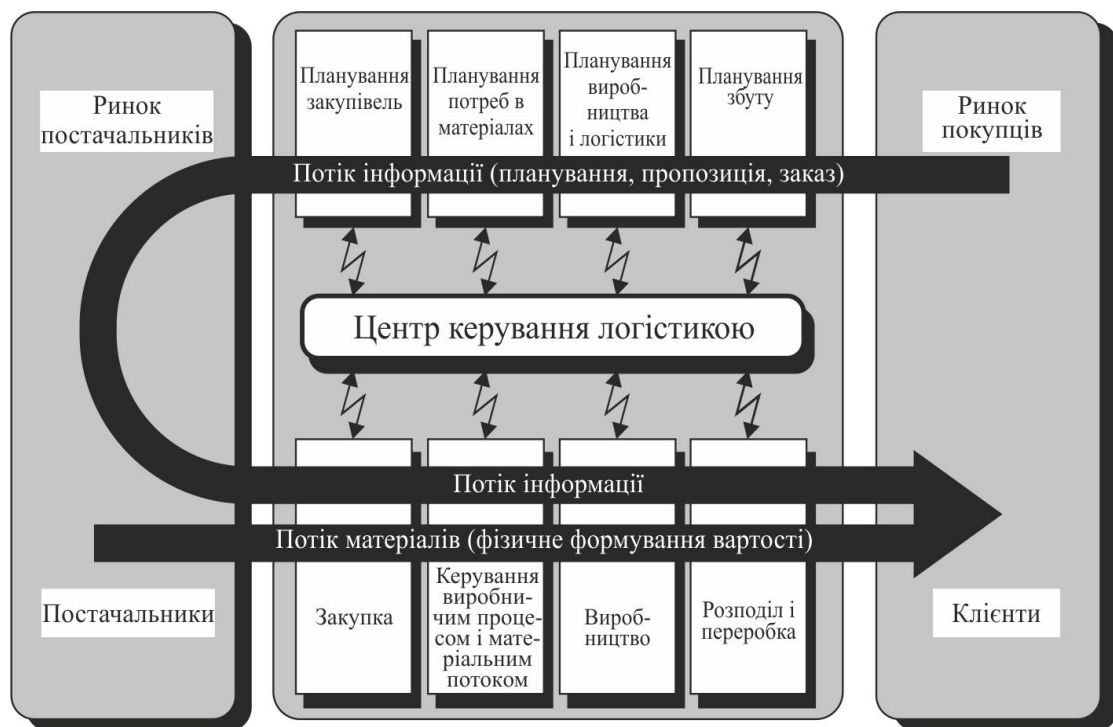 Ринок
постачальників
Планування
закупівель
Планування
потреб в
матеріалах
Планування
вироб-
ництва
і логістики
Планування
збуту
Ринок
покупців
Потік інформації (планування, пропозиція, заказ)
Центр керування логістикою
Потік інформації
Потік матеріалів (фізичне формування вартості)
Постачальники
Закупка
Керування
виробни-
чим проце-
сом і мате-
ріальним
потоком
Вироб-
ництво
Розподіл і
переробка
Клієнти